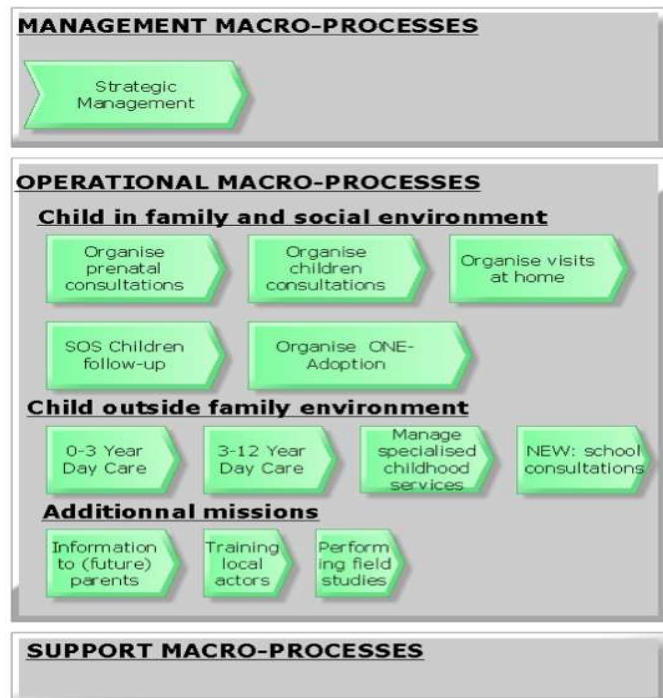 MANAGEMENT MACRO-PROCESSES
Strategic
Management
OPERATIONAL MACRO-PROCESSES
Child in family and social environment
Organise
prenatal
consultations
Organise
children
consultations
Organise visits
at home
SOS Children
follow-up
Organise ONE-
Adoption
Child outside family environment
0-3 Year
Day Care
3-12 Year
Day Care
Manage
specialised
childhood
services
NEW: school
consultations
Additionnal missions
Information
to (future)
parents
Training
local
actors
Perform
ing field
studies
SUPPORT MACRO-PROCESSES